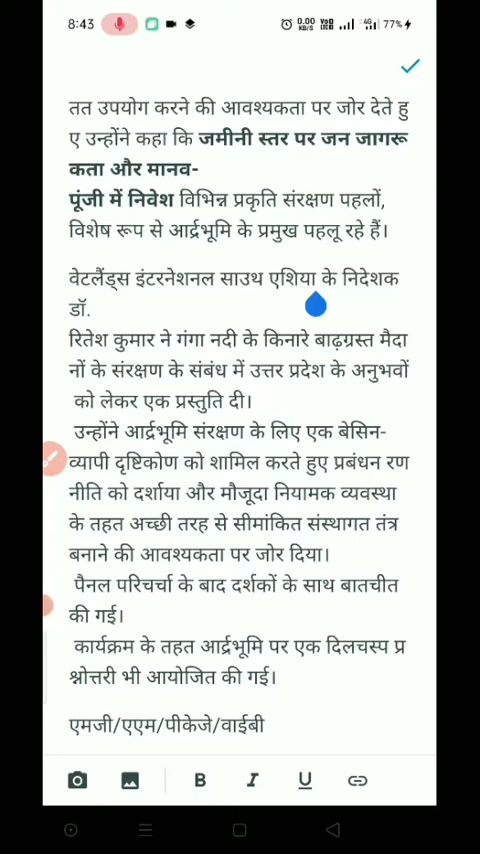 8:43
0.00 KB/S
VoD LTE
4G
77%
तत उपयोग करने की आवश्यकता पर जोर देते हु
ए उन्होंने कहा कि जमीनी स्तर पर जन जागरू
कता और मानव-
पूंजी में निवेश विभिन्न प्रकृति संरक्षण पहलों,
विशेष रूप से आर्द्रभूमि के प्रमुख पहलू रहे हैं।
वेटलैंड्स इंटरनेशनल साउथ एशिया के निदेशक
डॉ.
रितेश कुमार ने गंगा नदी के किनारे बाढ़ग्रस्त मैदा
नों के संरक्षण के संबंध में उत्तर प्रदेश के अनुभवों
को लेकर एक प्रस्तुति दी।
उन्होंने आर्द्रभूमि संरक्षण के लिए एक बेसिन-
व्यापी दृष्टिकोण को शामिल करते हुए प्रबंधन रण
नीति को दर्शाया और मौजूदा नियामक व्यवस्था
के तहत अच्छी तरह से सीमांकित संस्थागत तंत्र
बनाने की आवश्यकता पर जोर दिया।
पैनल परिचर्चा के बाद दर्शकों के साथ बातचीत
की गई।
कार्यक्रम के तहत आर्द्रभूमि पर एक दिलचस्प प्र
श्नोत्तरी भी आयोजित की गई।
एमजी/एएम/पीकेजे/वाईबी
B I U